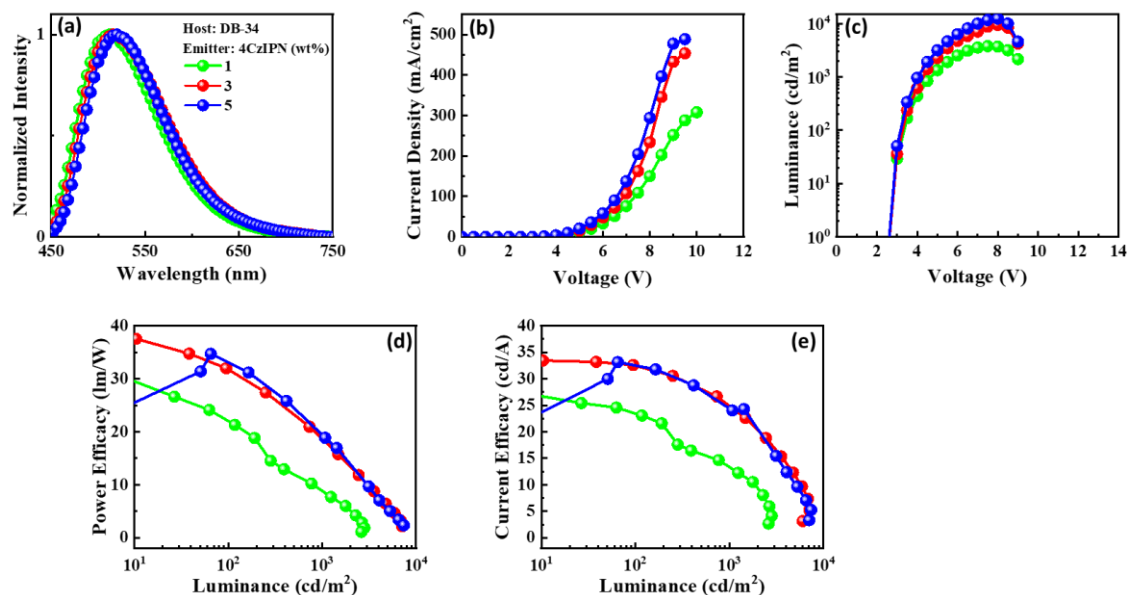 (a)
Host: DB-34
Emitter: 4CzIPN (wt%)
1
3
5
Normalized Intensity
1
0
450 550 650 750
Wavelength (nm)
(b)
Current Density (mA/cm²)
500
400
300
200
100
0
0 2 4 6 8 10 12
Voltage (V)
(c)
Luminance (cd/m²)
10⁴
10³
10²
10¹
10⁰
0 2 4 6 8 10 12 14
Voltage (V)
(d)
Power Efficacy (lm/W)
40
30
20
10
0
10¹ 10² 10³ 10⁴
Luminance (cd/m²)
(e)
Current Efficacy (cd/A)
40
35
30
25
20
15
10
5
0
10¹ 10² 10³ 10⁴
Luminance (cd/m²)